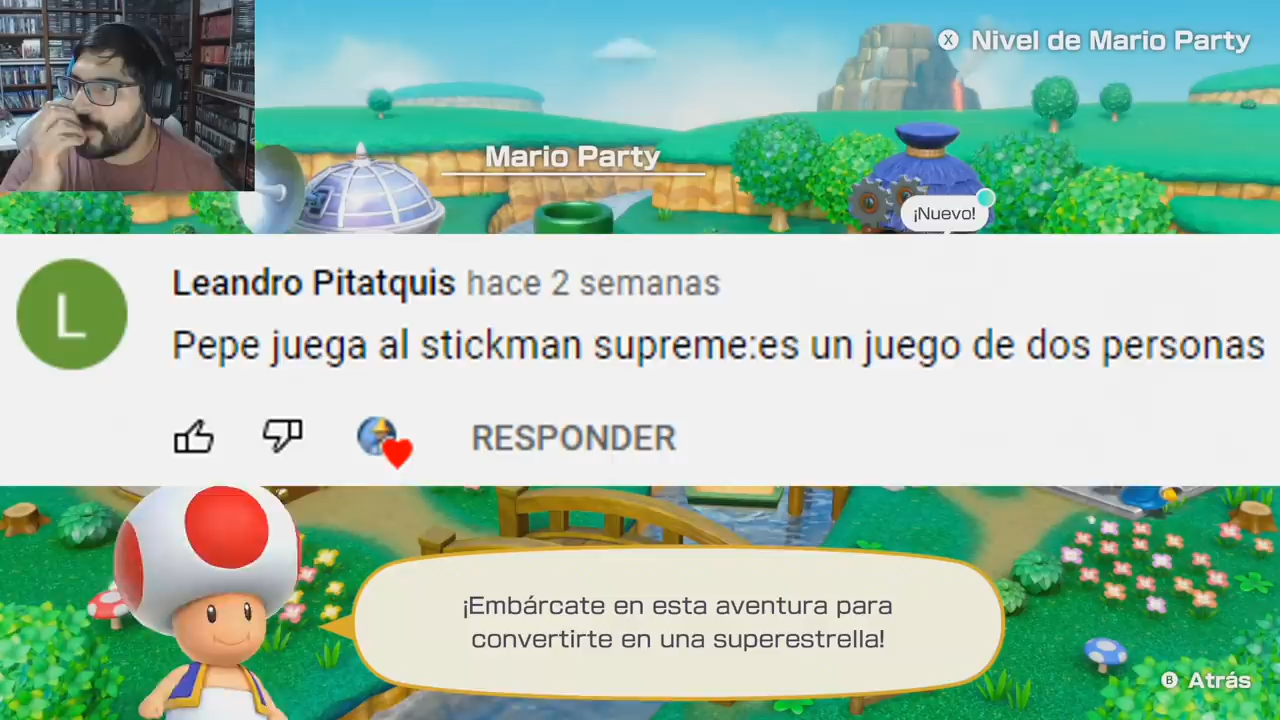 Ⓧ Nivel de Mario Party
Mario Party
¡Nuevo!
L
Leandro Pitatquis hace 2 semanas
Pepe juega al stickman supreme:es un juego de dos personas
RESPONDER
¡Embárcate en esta aventura para
convertirte en una superestrella!
Ⓑ Atrás